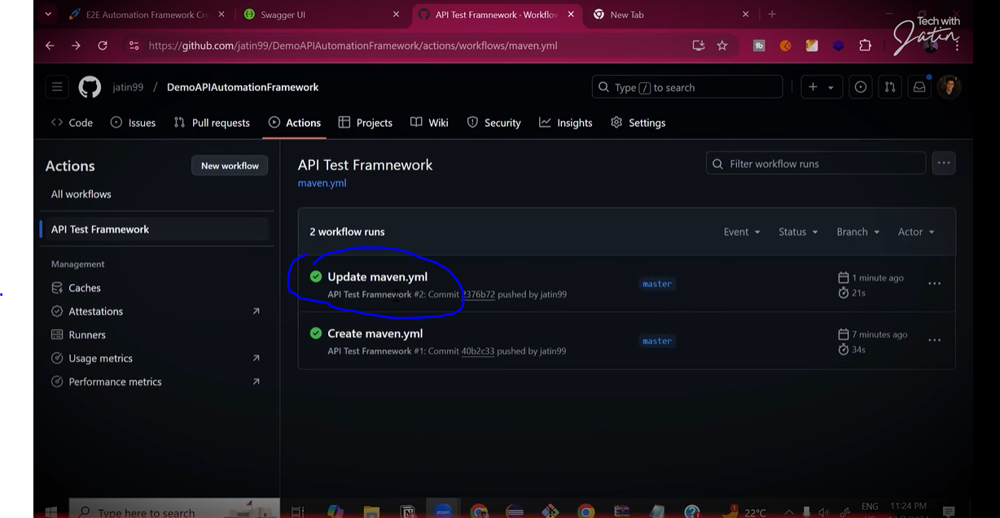 E2E Automation Framework Cre
Swagger UI
API Test Framnework · Workflow
New Tab
Tech with
Jatin
https://github.com/jatin99/DemoAPIAutomationFramework/actions/workflows/maven.yml
jatin99 / DemoAPIAutomationFramework
Type / to search
Code
Issues
Pull requests
Actions
Projects
Wiki
Security
Insights
Settings
Actions
New workflow
All workflows
API Test Framnework
Management
Caches
Attestations
Runners
Usage metrics
Performance metrics
API Test Framnework
maven.yml
Filter workflow runs
2 workflow runs
Event
Status
Branch
Actor
Update maven.yml
API Test Framnework #2: Commit 2376b72 pushed by jatin99
master
1 minute ago
21s
Create maven.yml
API Test Framnework #1: Commit 40b2c33 pushed by jatin99
master
7 minutes ago
34s
Type here to search
zoom
22°C
ENG
11:24 PM